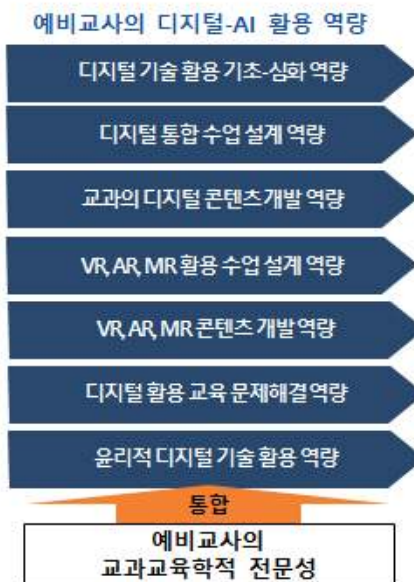 예비교사의 디지털-AI 활용 역량
디지털 기술 활용 기초-심화 역량
디지털 통합 수업 설계 역량
교과의 디지털 콘텐츠 개발 역량
VR, AR, MR 활용 수업 설계 역량
VR, AR, MR 콘텐츠 개발 역량
디지털 활용 교육 문제해결 역량
윤리적 디지털 기술 활용 역량
통합
예비교사의
교과교육학적 전문성